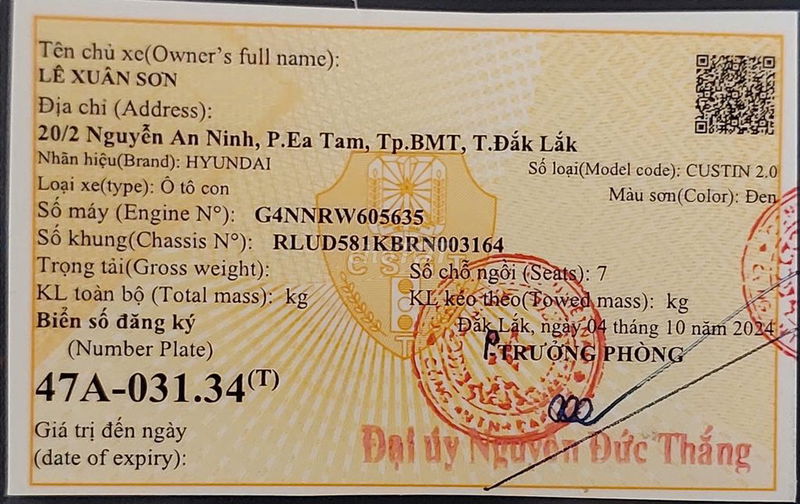 Tên chủ xe(Owner's full name):
LÊ XUÂN SƠN
Địa chỉ (Address):
20/2 Nguyễn An Ninh, P.Ea Tam, Tp.BMT, T.Đắk Lắk
Nhãn hiệu(Brand): HYUNDAI
Số loại(Model code): CUSTIN 2.0
Loại xe(type): Ô tô con
Màu sơn(Color): Đen
Số máy (Engine N°): G4NNRW605635
Số khung(Chassis N°): RLUD581KBRN003164
Trọng tải(Gross weight):
Số chỗ ngồi (Seats): 7
KL toàn bộ (Total mass): kg
KL kéo theo(Towed mass): kg
Biển số đăng ký
Đắk Lắk, ngày 04 tháng 10 năm 2024
(Number Plate)
P.TRƯỞNG PHÒNG
47A-031.34(T)
Giá trị đến ngày
(date of expiry):
Đại úy Nguyễn Đức Thắng
CSGT